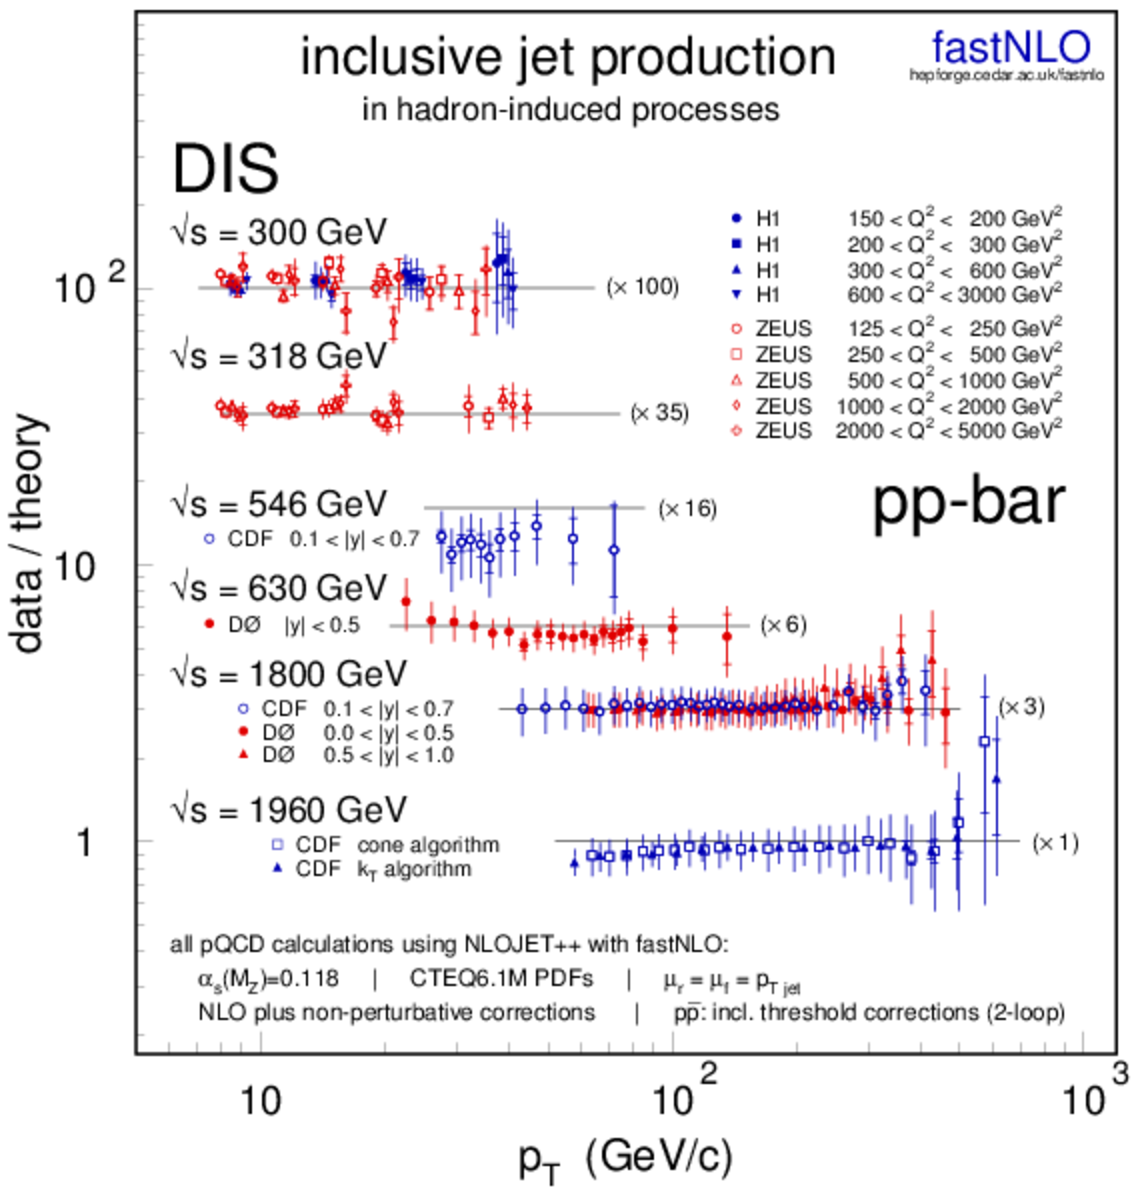 inclusive jet production
in hadron-induced processes
fastNLO
hepforge.cedar.ac.uk/fastnlo
DIS
√s = 300 GeV
(× 100)
√s = 318 GeV
(× 35)
H1 150 < Q² < 200 GeV²
H1 200 < Q² < 300 GeV²
H1 300 < Q² < 600 GeV²
H1 600 < Q² < 3000 GeV²
ZEUS 125 < Q² < 250 GeV²
ZEUS 250 < Q² < 500 GeV²
ZEUS 500 < Q² < 1000 GeV²
ZEUS 1000 < Q² < 2000 GeV²
ZEUS 2000 < Q² < 5000 GeV²
pp-bar
√s = 546 GeV
(× 16)
CDF 0.1 < |y| < 0.7
√s = 630 GeV
DØ |y| < 0.5
(× 6)
√s = 1800 GeV
CDF 0.1 < |y| < 0.7
DØ 0.0 < |y| < 0.5
DØ 0.5 < |y| < 1.0
(× 3)
√s = 1960 GeV
CDF cone algorithm
CDF k_T algorithm
(× 1)
all pQCD calculations using NLOJET++ with fastNLO:
α_s(M_Z)=0.118 | CTEQ6.1M PDFs | μ_r = μ_f = p_T jet
NLO plus non-perturbative corrections | pp̅: incl. threshold corrections (2-loop)
data / theory
10²
10
1
10
10²
10³
p_T (GeV/c)